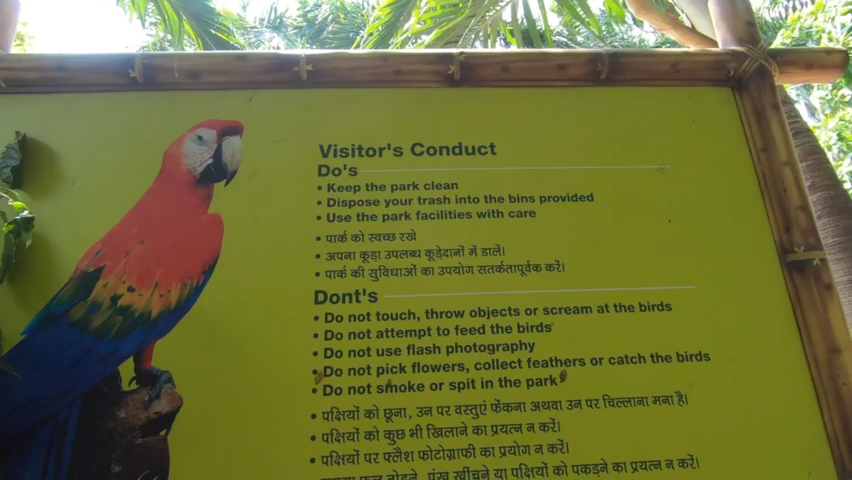 Visitor's Conduct
Do's
• Keep the park clean
• Dispose your trash into the bins provided
• Use the park facilities with care
• पार्क को स्वच्छ रखे
• अपना कूड़ा उपलब्ध कूड़ेदानों में डालें।
• पार्क की सुविधाओं का उपयोग सतर्कतापूर्वक करें।
Dont's
• Do not touch, throw objects or scream at the birds
• Do not attempt to feed the birds
• Do not use flash photography
• Do not pick flowers, collect feathers or catch the birds
• Do not smoke or spit in the park
• पक्षियों को छूना, उन पर वस्तुएं फेंकना अथवा उन पर चिल्लाना मना है।
• पक्षियों को कुछ भी खिलाने का प्रयत्न न करें।
• पक्षियों पर फ्लैश फोटोग्राफी का प्रयोग न करें।
फूल तोड़ने, पंख खींचने या पक्षियों को पकड़ने का प्रयत्न न करें।